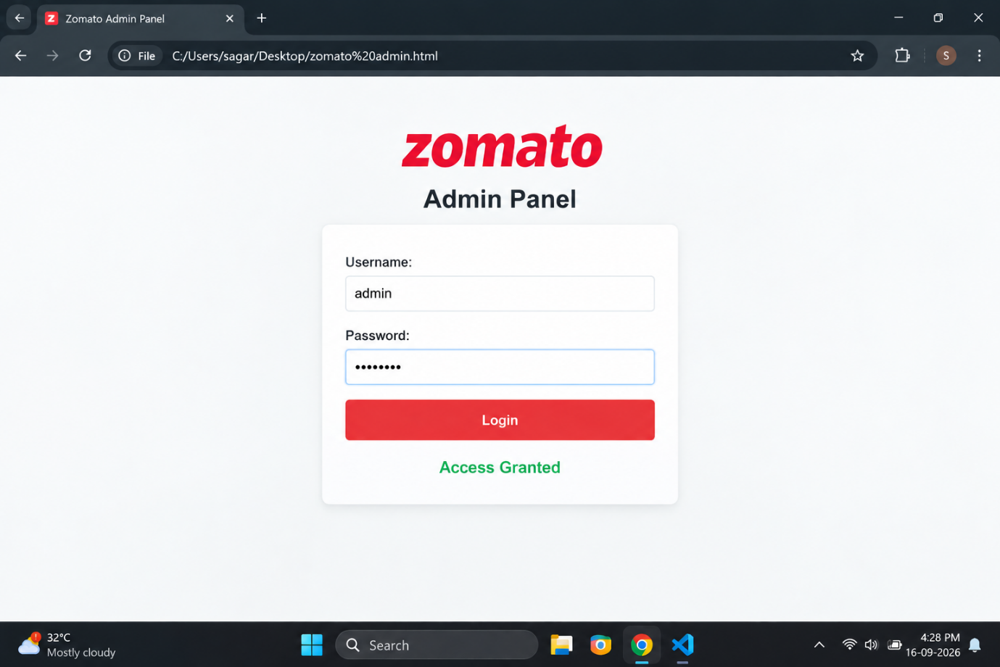 Zomato Admin Panel
File C:/Users/sagar/Desktop/zomato%20admin.html
S
zomato
Admin Panel
Username:
admin
Password:
••••••••
Login
Access Granted
32°C
Mostly cloudy
Search
4:28 PM
16-09-2026